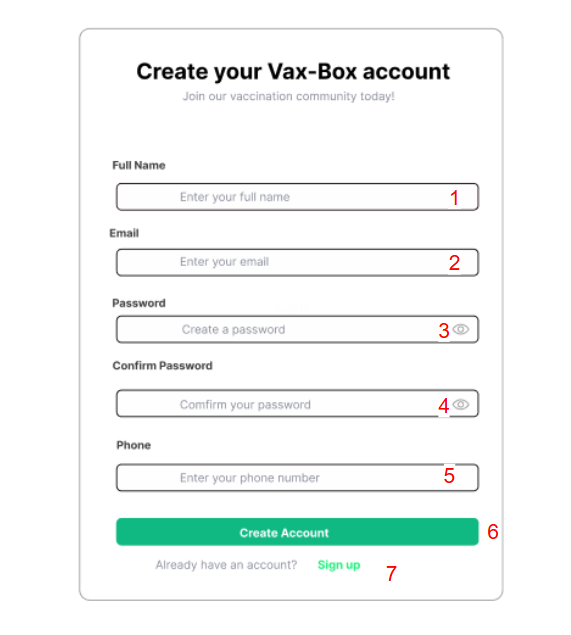 Create your Vax-Box account
Join our vaccination community today!
Full Name
Enter your full name 1
Email
Enter your email 2
Password
Create a password 3
Confirm Password
Comfirm your password 4
Phone
Enter your phone number 5
Create Account 6
Already have an account? Sign up 7